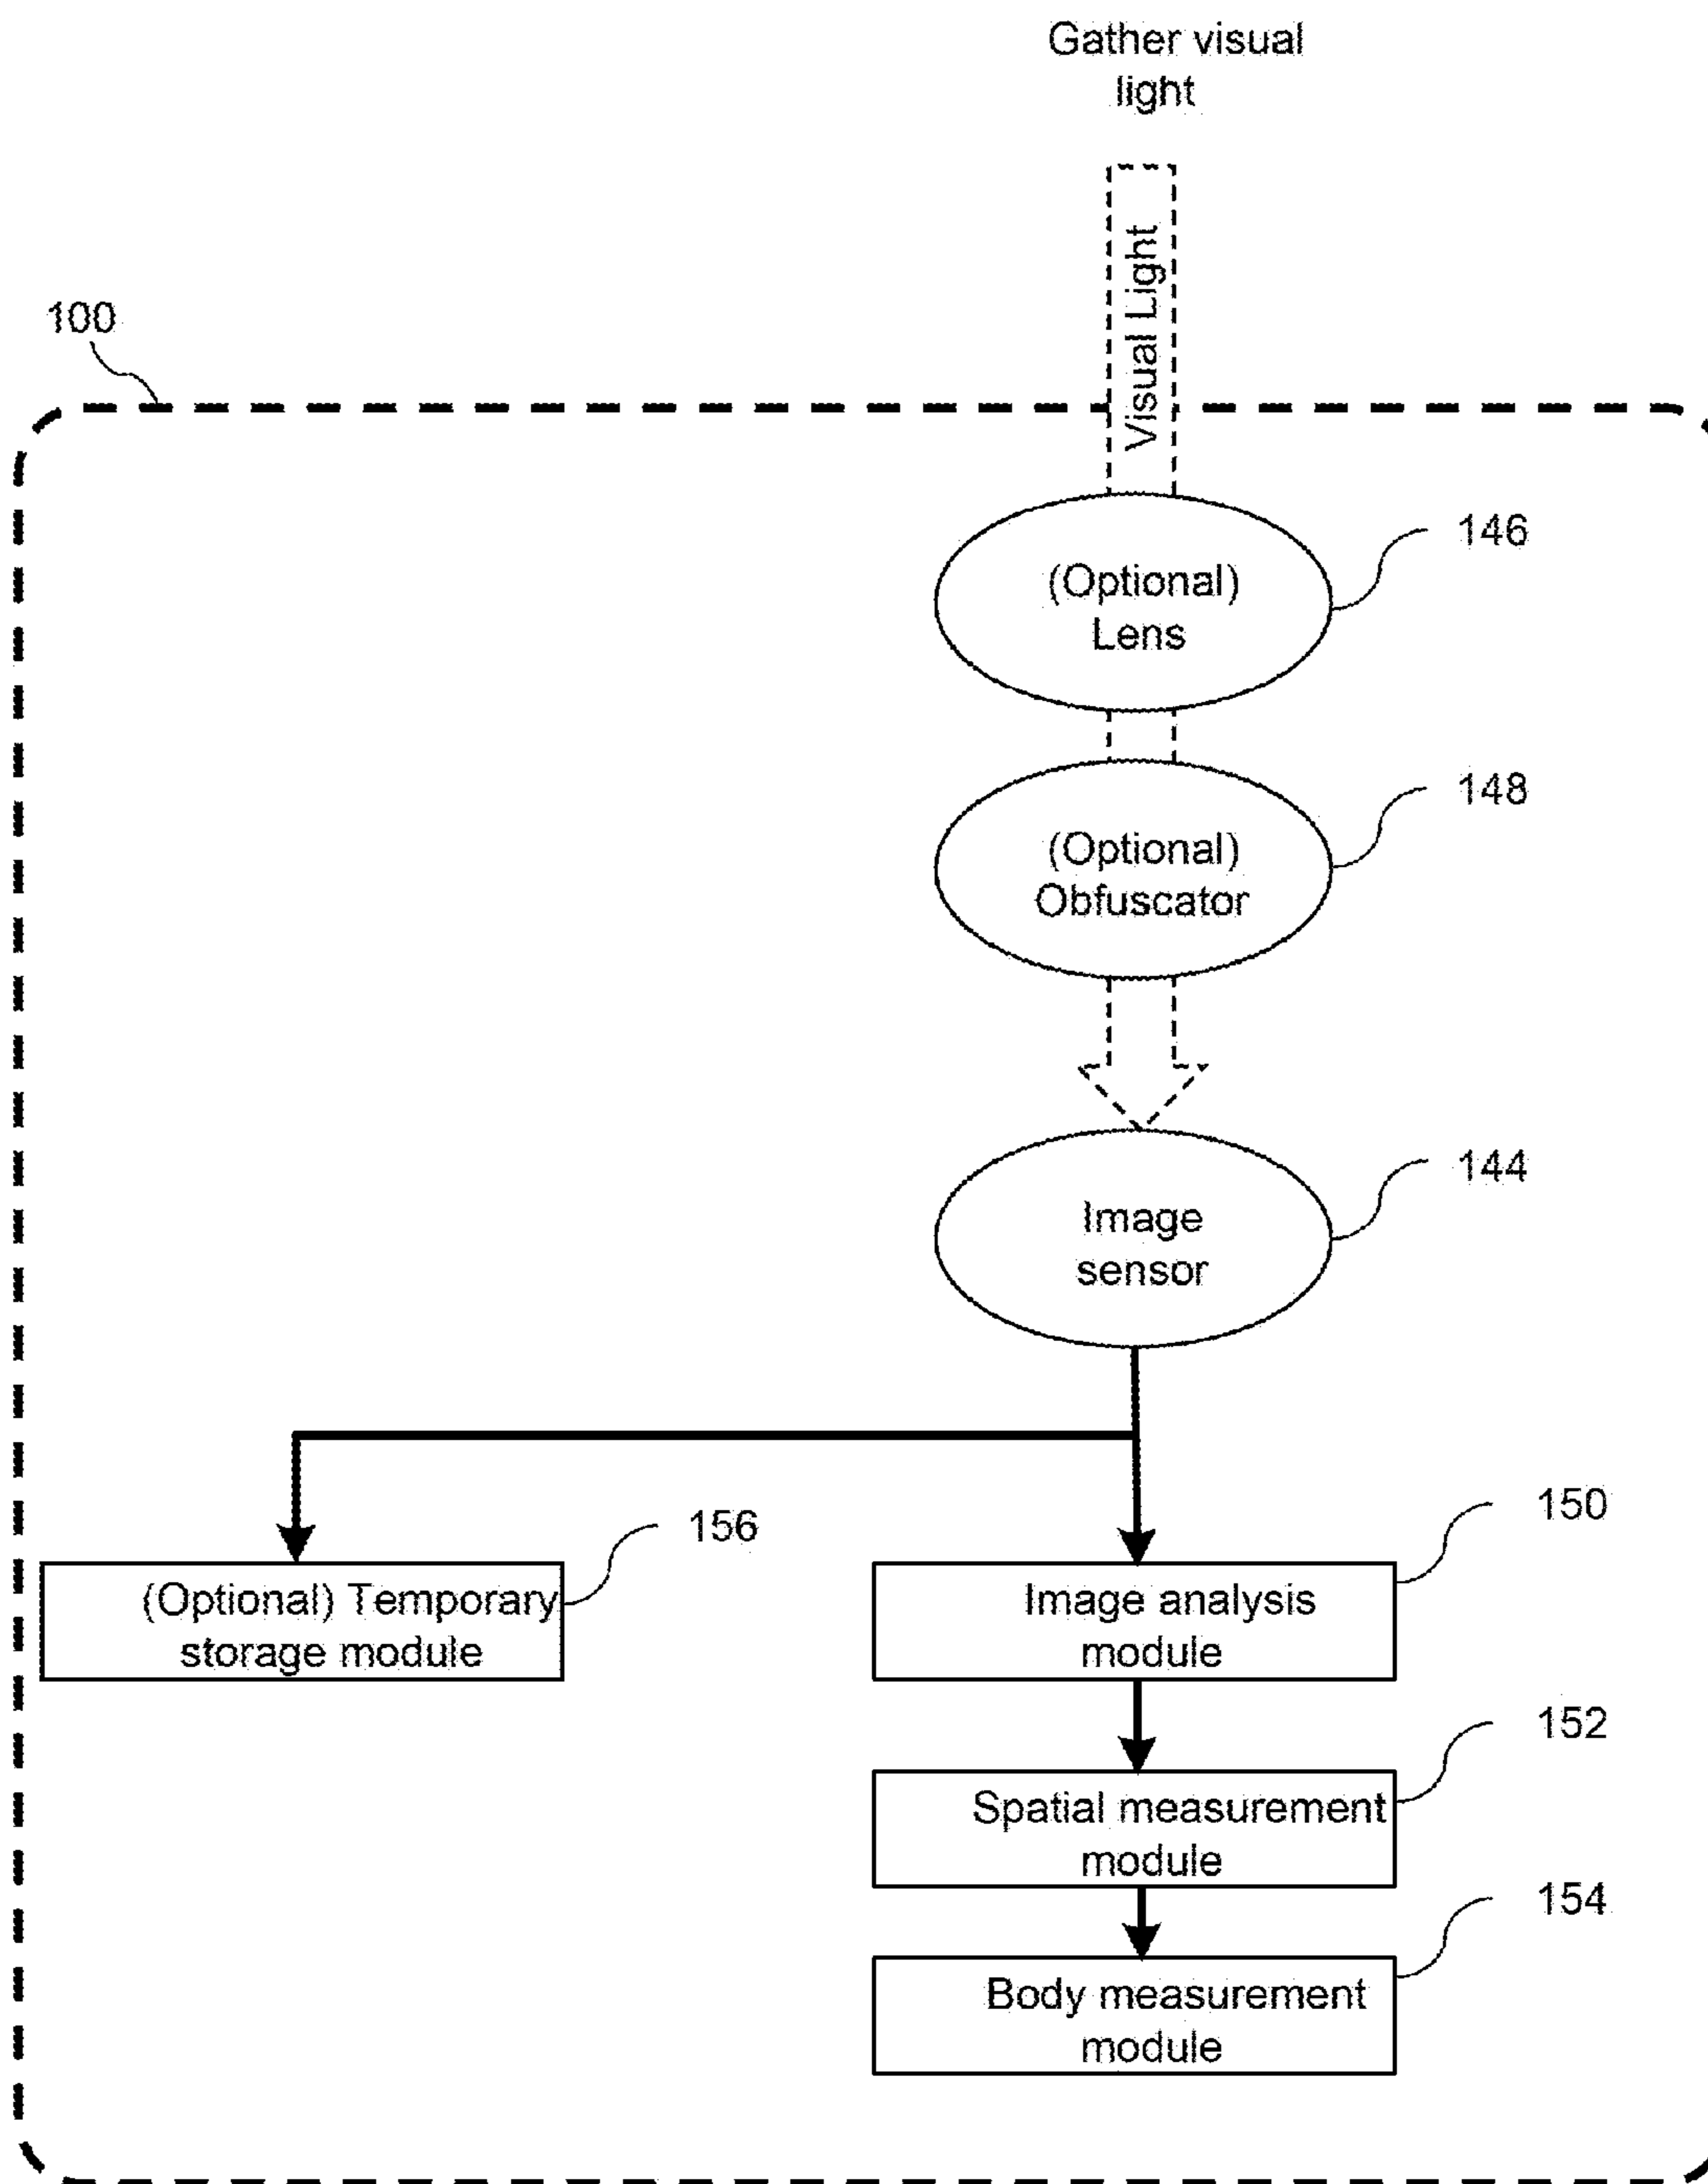 Gather visual
light
Visual Light
100
146
(Optional)
Lens
148
(Optional)
Obfuscator
144
Image
sensor
156
150
(Optional) Temporary
storage module
Image analysis
module
152
Spatial measurement
module
154
Body measurement
module